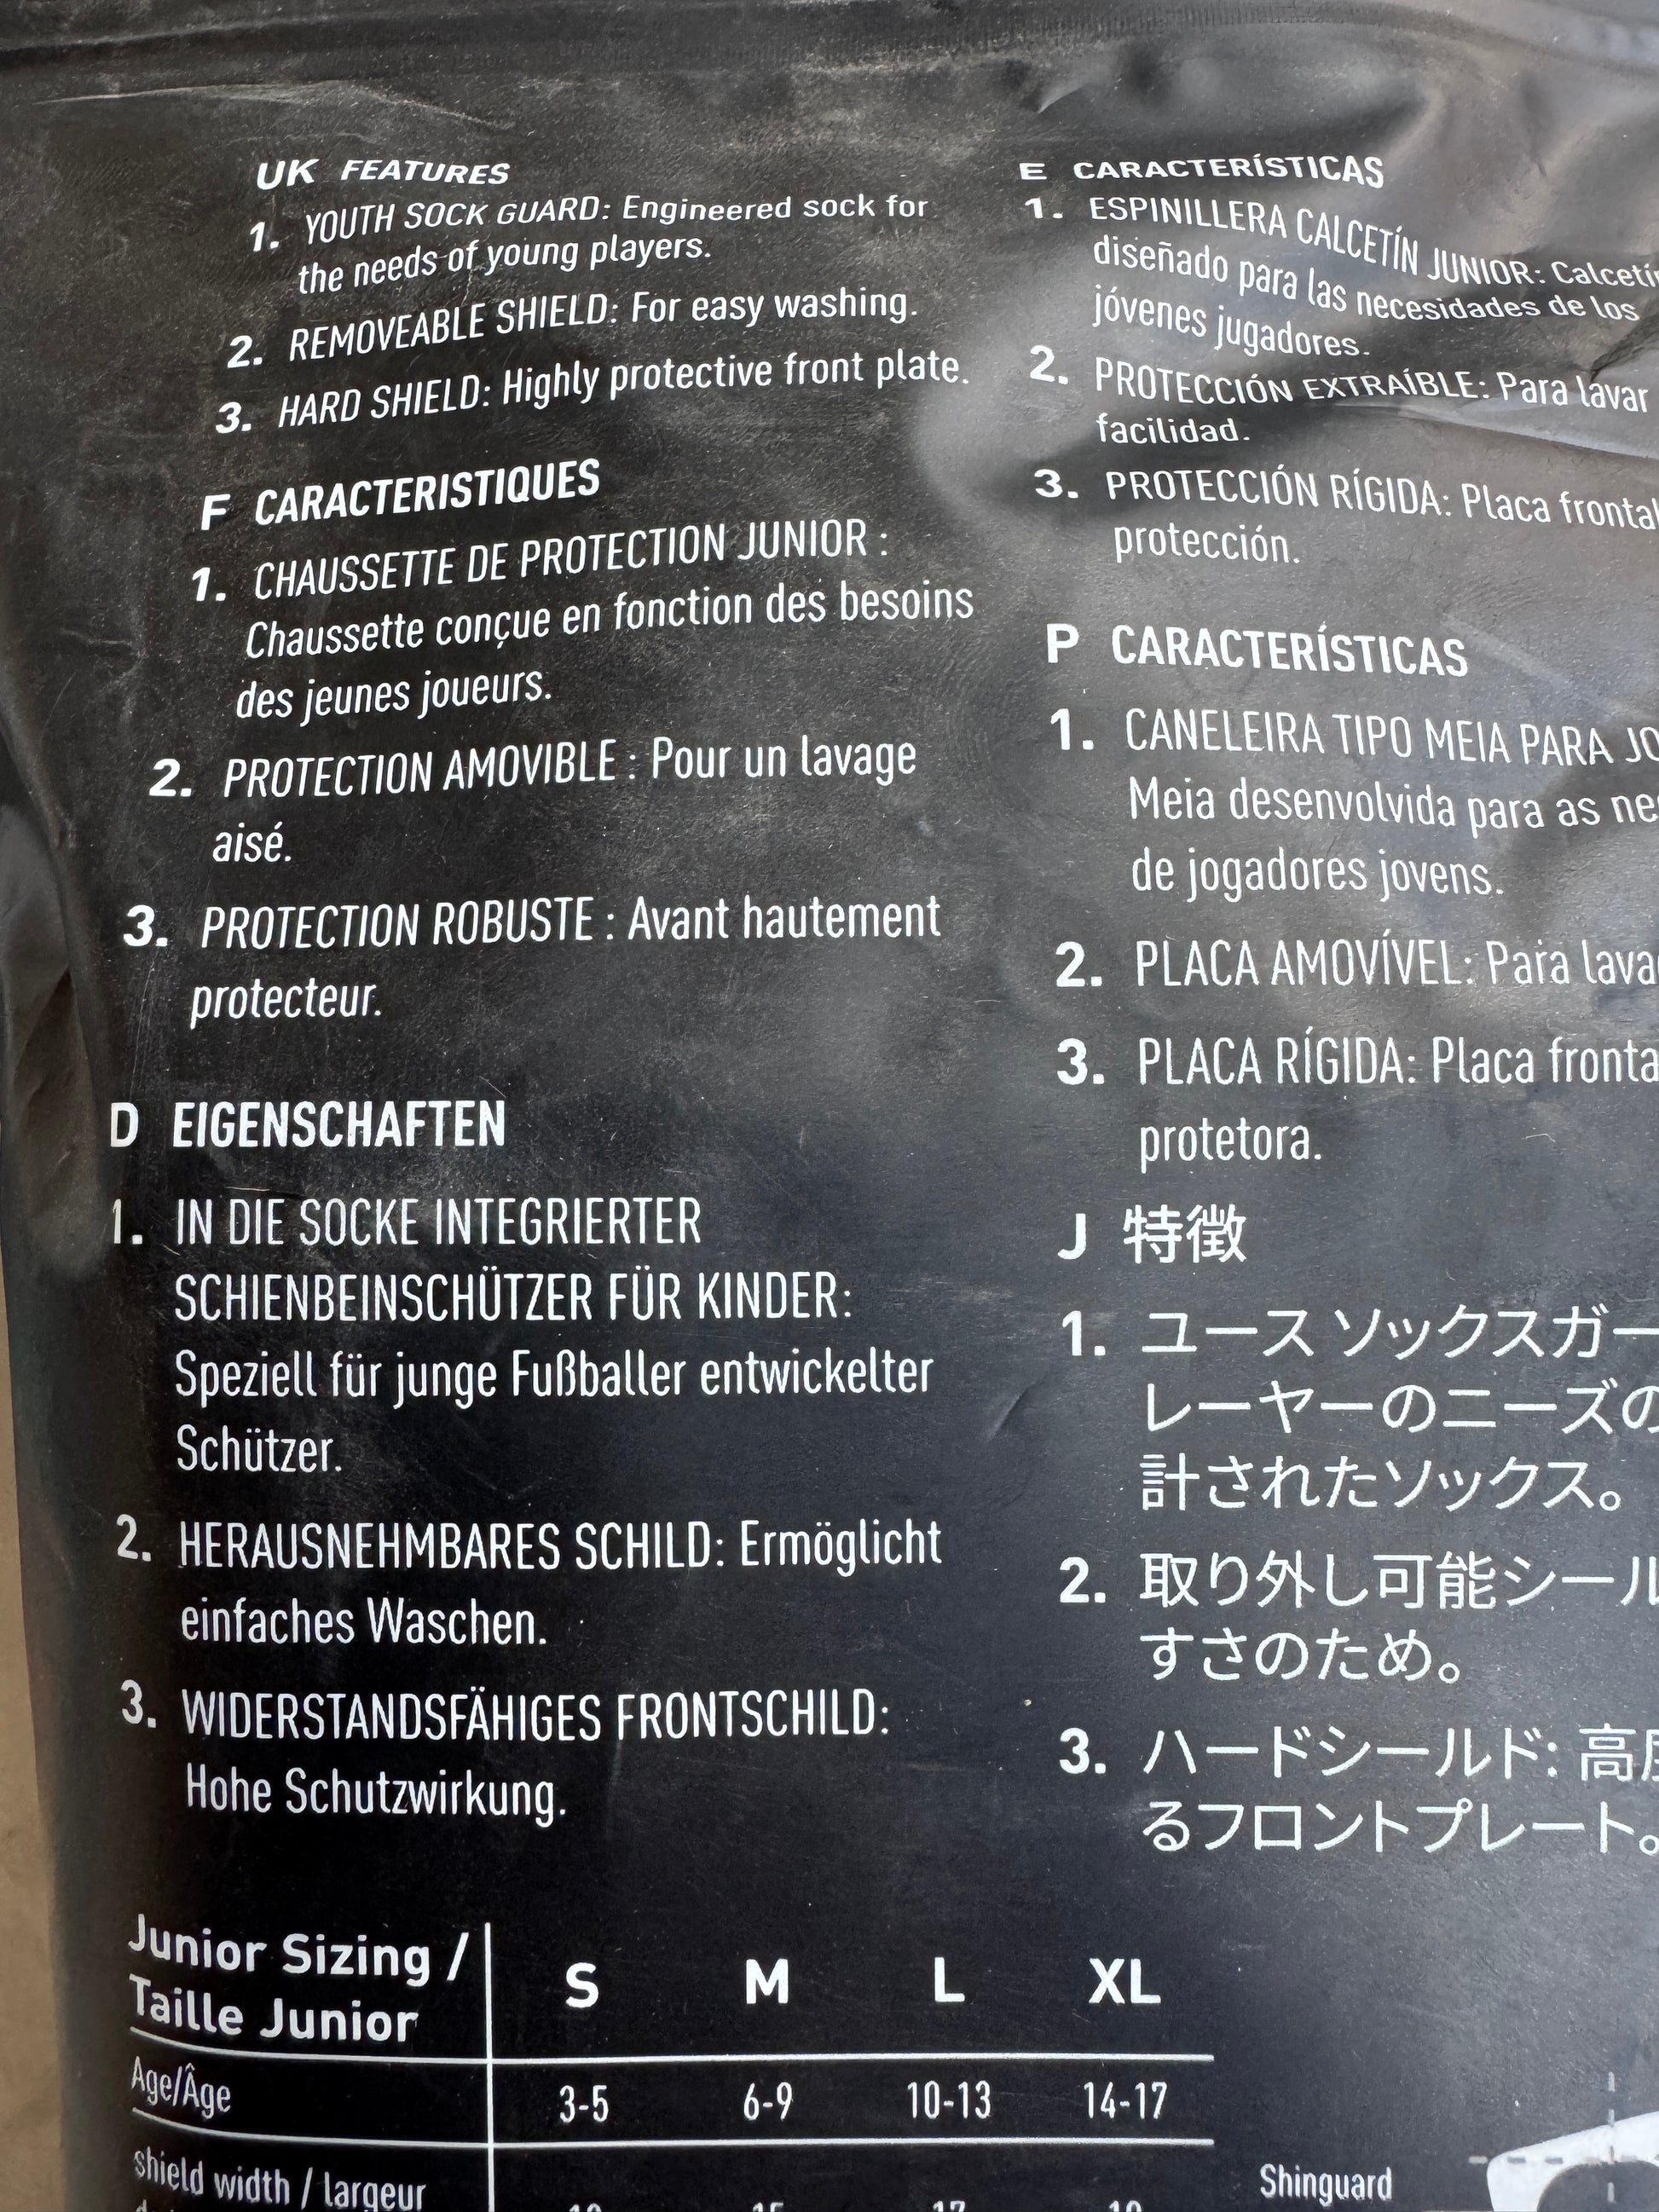 UK FEATURES
1. YOUTH SOCK GUARD: Engineered sock for
the needs of young players.
2. REMOVEABLE SHIELD: For easy washing.
3. HARD SHIELD: Highly protective front plate.
F CARACTERISTIQUES
1. CHAUSSETTE DE PROTECTION JUNIOR :
Chaussette conçue en fonction des besoins
des jeunes joueurs.
2. PROTECTION AMOVIBLE : Pour un lavage
aisé.
3. PROTECTION ROBUSTE : Avant hautement
protecteur.
D EIGENSCHAFTEN
1. IN DIE SOCKE INTEGRIERTER
SCHIENBEINSCHÜTZER FÜR KINDER:
Speziell für junge Fußballer entwickelter
Schützer.
2. HERAUSNEHMBARES SCHILD: Ermöglicht
einfaches Waschen.
3. WIDERSTANDSFÄHIGES FRONTSCHILD:
Hohe Schutzwirkung.
E CARACTERÍSTICAS
1. ESPINILLERA CALCETÍN JUNIOR:
diseñado para las necesidades de los
jóvenes jugadores.
2. PROTECCIÓN EXTRAÍBLE: Para lavar
facilidad.
3. PROTECCIÓN RÍGIDA: Placa frontal
protección.
P CARACTERÍSTICAS
1. CANELEIRA TIPO MEIA PARA
Meia desenvolvida para as
de jogadores jovens.
2. PLACA AMOVÍVEL: Para
3. PLACA RÍGIDA: Placa
protetora.
J 特徴
1. ユース ソックスガー
レーヤーのニーズの
計されたソックス。
2. 取り外し可能シール
すさのため。
3. ハードシールド: 高
るフロントプレート。
Junior Sizing / S M L XL
Taille Junior
Age/Âge 3-5 6-9 10-13 14-17
shield width / largeur
Shinguard